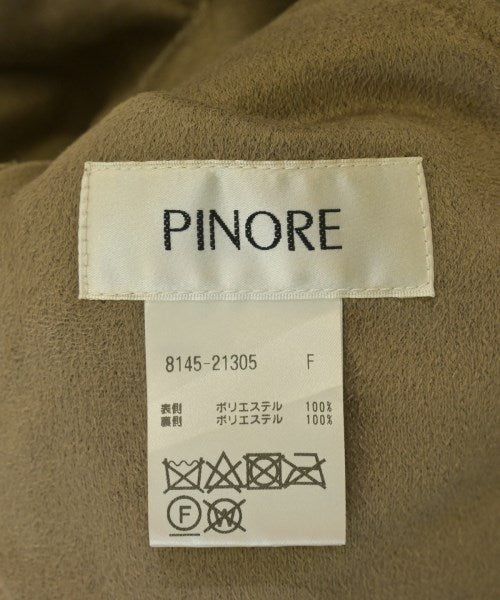 PINORE
8145-21305 F
表側 ポリエステル 100%
裏側 ポリエステル 100%
F W